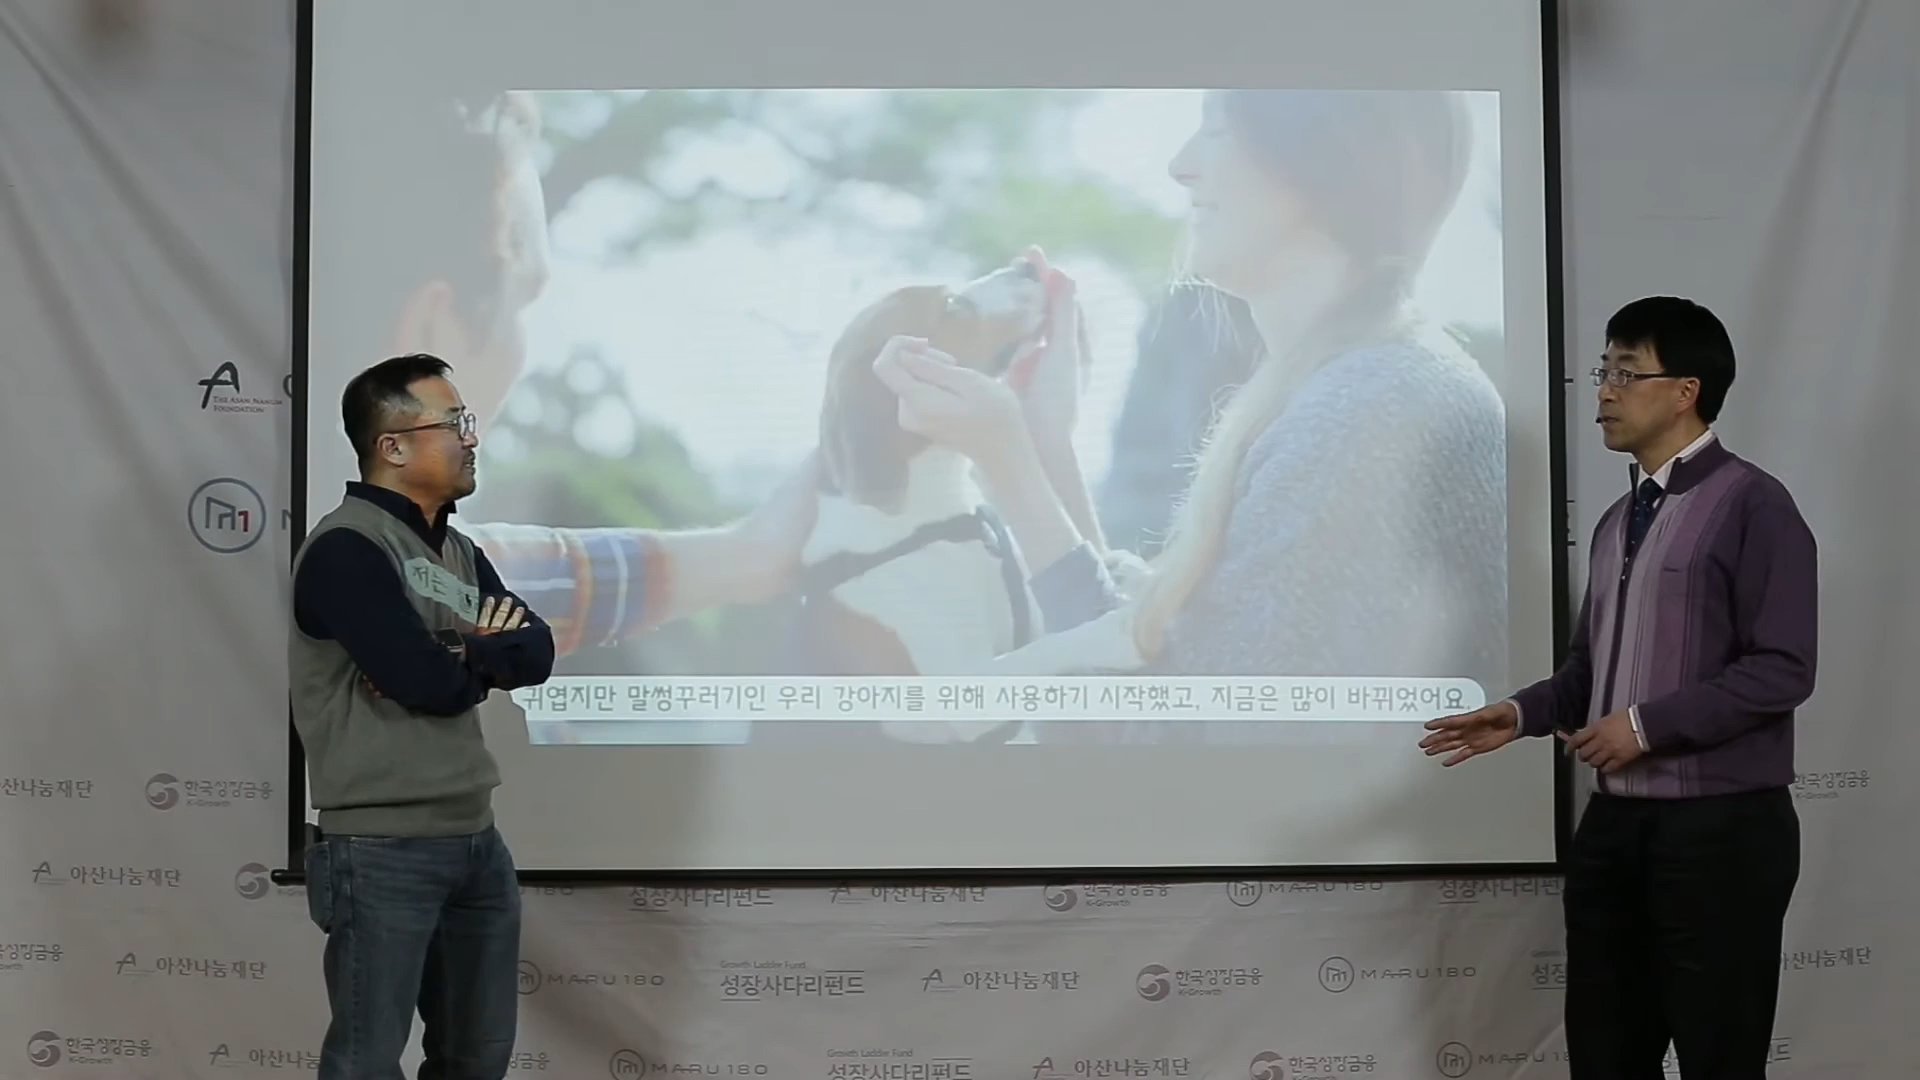 THE ASAN NANUM
FOUNDATION
저는
귀엽지만 말썽꾸러기인 우리 강아지를 위해 사용하기 시작했고, 지금은 많이 바뀌었어요.
산나눔재단
한국성장금융
K-Growth
한국성장금융
K-Growth
아산나눔재단
성장사다리펀드
아산나눔재단
한국성장금융
K-Growth
MARU180
성장사다리펀
아산나눔재단
MARU180
Growth Ladder Fund
성장사다리펀드
아산나눔재단
한국성장금융
K-Growth
MARU180
산나눔재단
한국성장금융
K-Growth
아산나눔
MARU180
Growth Ladder Fund
성장사다리펀드
아산나눔재단
한국성장금융
K-Growth